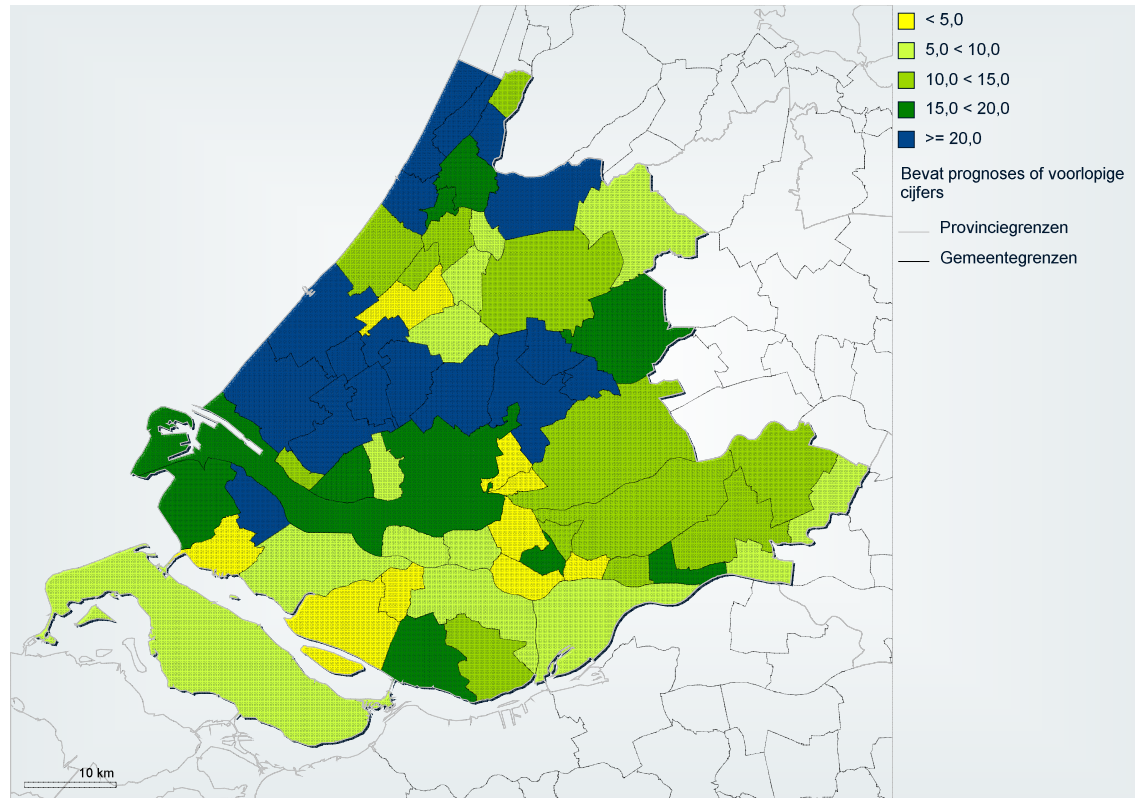 < 5,0
5,0 < 10,0
10,0 < 15,0
15,0 < 20,0
>= 20,0
Bevat prognoses of voorlopige
cijfers
Provinciegrenzen
Gemeentegrenzen
10 km